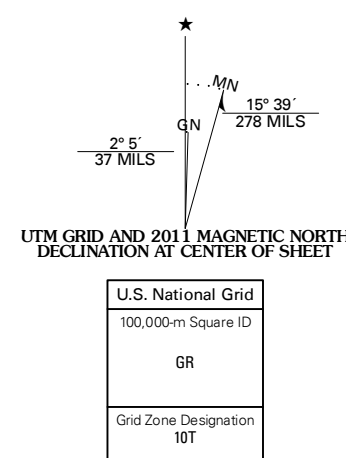 ★
MN
GN
15° 39´
278 MILS
2° 5´
37 MILS
UTM GRID AND 2011 MAGNETIC NORTH
DECLINATION AT CENTER OF SHEET
U.S. National Grid
100,000-m Square ID
GR
Grid Zone Designation
10T